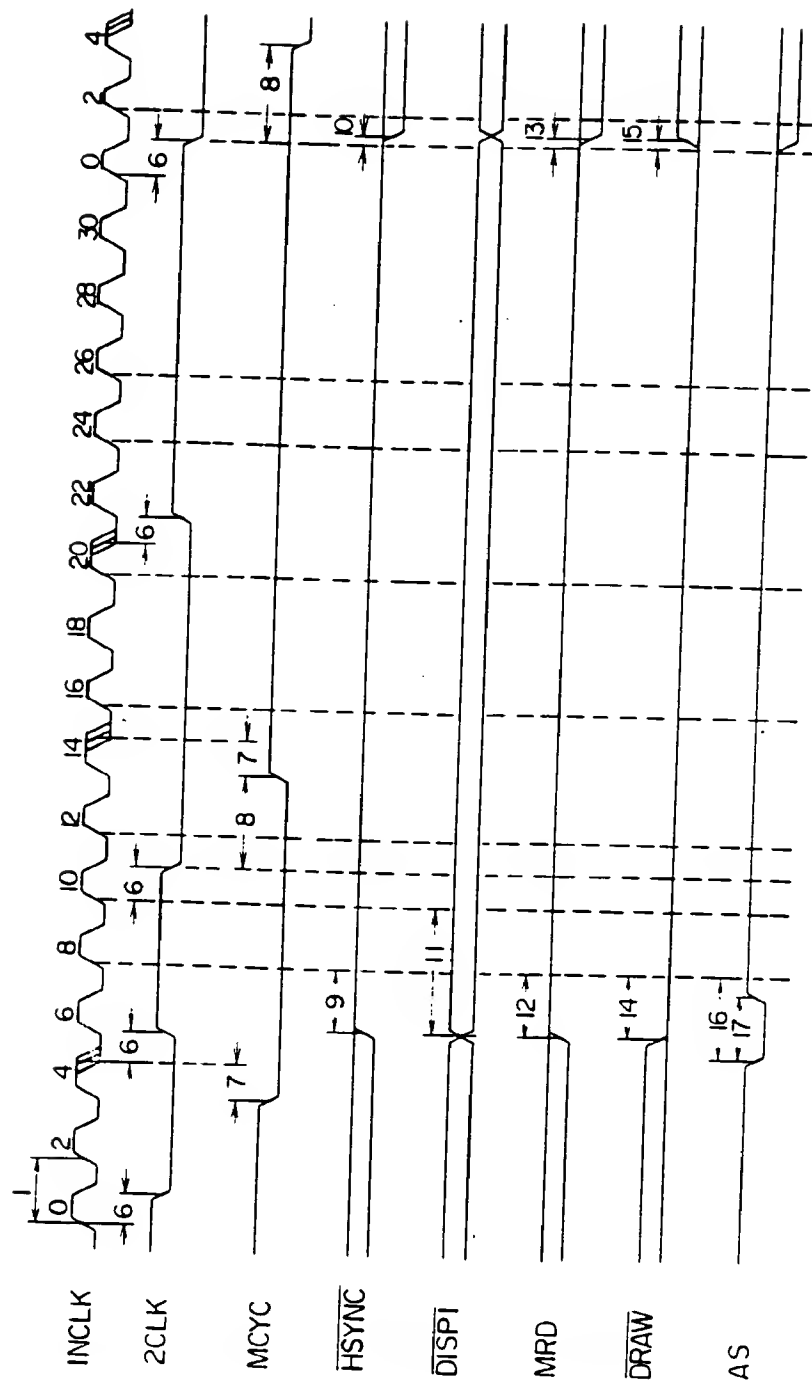 1
INCLK 0 2 4 6 8 10 12 14 16 18 20 22 24 26 28 30 0 2 4
2CLK 6 6 6 6 6
MCYC 7 8 7 8
HSYNC 9 10
DISP1 11
MRD 12 13
DRAW 14 15
AS 16
17